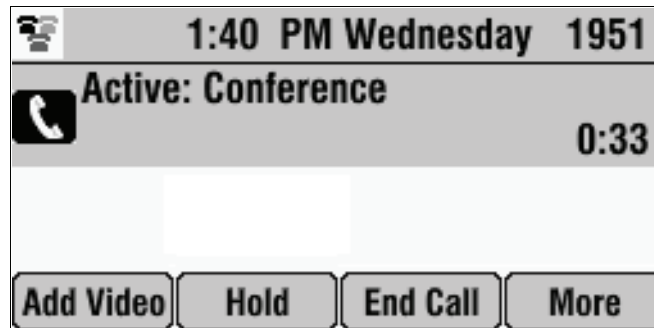 1:40 PM Wednesday 1951
Active: Conference
0:33
Add Video Hold End Call More